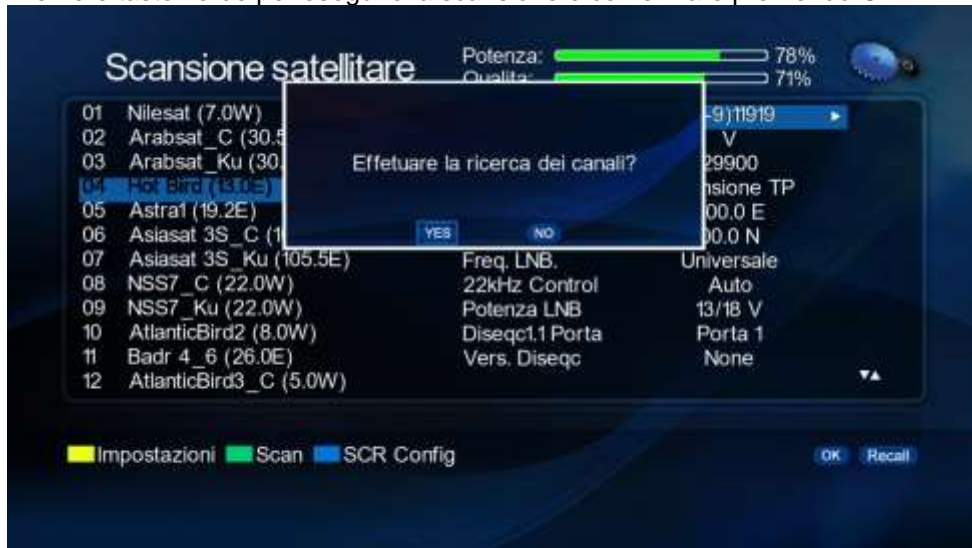 Scansione satellitare
Potenza: 78%
Qualita: 71%
01 Nilesat (7.0W)
02 Arabsat_C (30.5
03 Arabsat_Ku (30.
04 Hot Bird (13.0E)
05 Astra1 (19.2E)
06 Asiasat 3S_C (1
07 Asiasat 3S_Ku (105.5E)
08 NSS7_C (22.0W)
09 NSS7_Ku (22.0W)
10 AtlanticBird2 (8.0W)
11 Badr 4_6 (26.0E)
12 AtlanticBird3_C (5.0W)
Effetuare la ricerca dei canali?
YES NO
-9)11919
V
29900
nsione TP
00.0 E
00.0 N
Freq. LNB. Universale
22kHz Control Auto
Potenza LNB 13/18 V
Diseqc1.1 Porta Porta 1
Vers. Diseqc None
Impostazioni Scan SCR Config
OK Recall